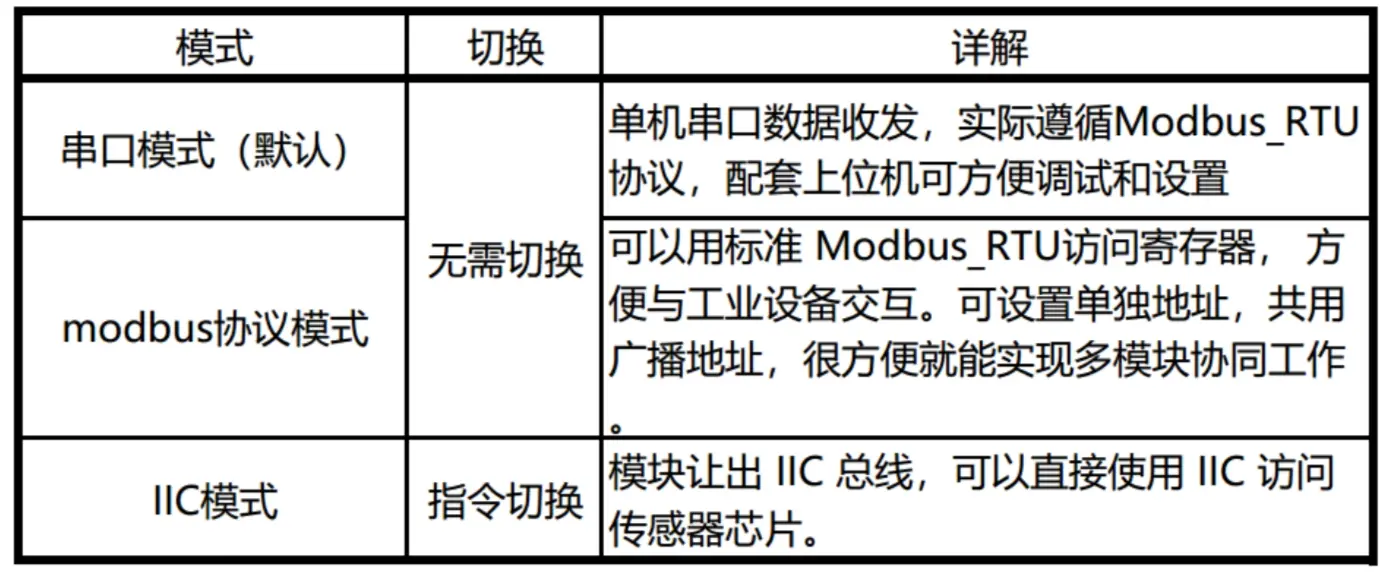 模式 切换 详解
串口模式（默认）
单机串口数据收发，实际遵循Modbus_RTU
协议，配套上位机可方便调试和设置
无需切换
modbus协议模式
可以用标准 Modbus_RTU访问寄存器， 方
便与工业设备交互。可设置单独地址，共用
广播地址，很方便就能实现多模块协同工作
。
IIC模式
指令切换
模块让出 IIC 总线，可以直接使用 IIC 访问
传感器芯片。